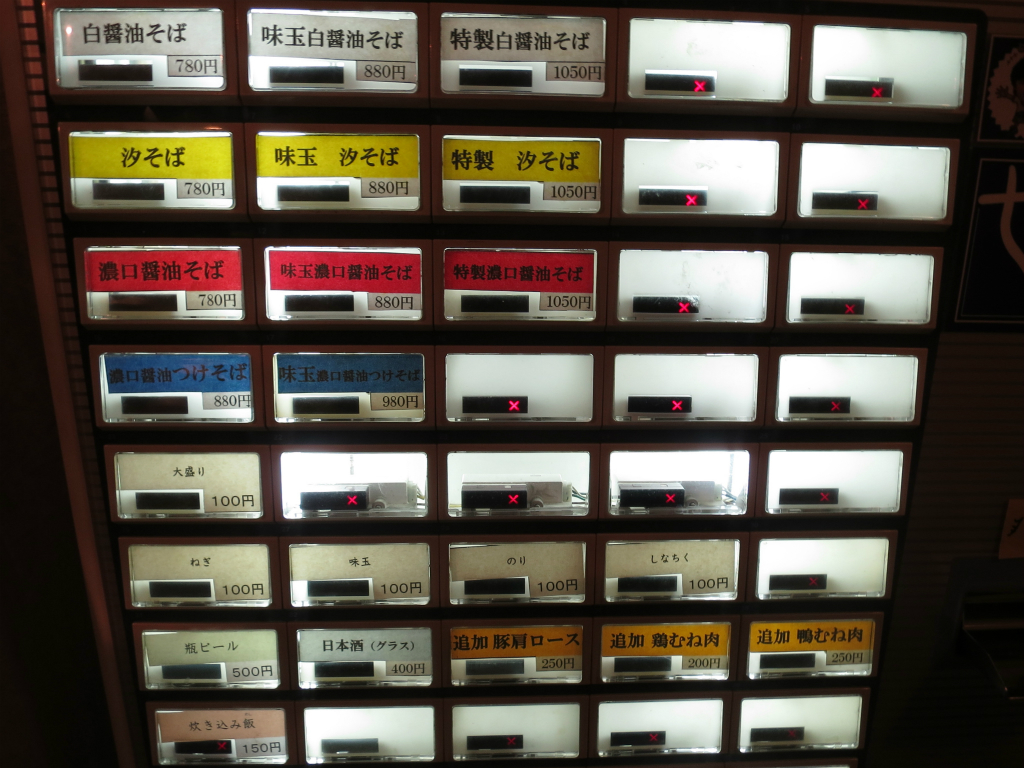 白醤油そば 780円
味玉白醤油そば 880円
特製白醤油そば 1050円
汐そば 780円
味玉 汐そば 880円
特製 汐そば 1050円
濃口醤油そば 780円
味玉濃口醤油そば 880円
特製濃口醤油そば 1050円
濃口醤油つけそば 880円
味玉濃口醤油つけそば 980円
大盛り 100円
ねぎ 100円
味玉 100円
のり 100円
しなちく 100円
瓶ビール 500円
日本酒（グラス） 400円
追加 豚肩ロース 250円
追加 鶏むね肉 200円
追加 鴨むね肉 250円
炊き込み飯 150円